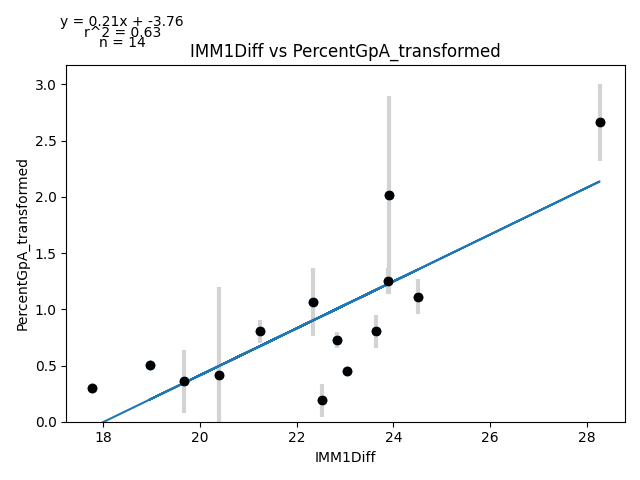 y = 0.21x + -3.76
r^2 = 0.63
n = 14
IMM1Diff vs PercentGpA_transformed
3.0
2.5
2.0
1.5
1.0
0.5
0.0
PercentGpA_transformed
18 20 22 24 26 28
IMM1Diff